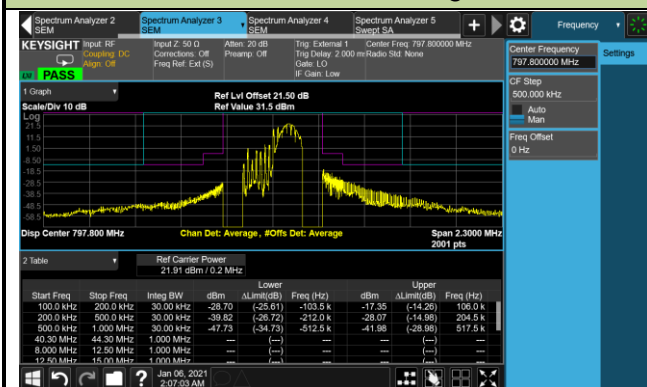 Spectrum Analyzer 2
SEM
Spectrum Analyzer 3
SEM
Spectrum Analyzer 4
SEM
Spectrum Analyzer 5
Swept SA
Frequency
KEYSIGHT
Input: RF
Coupling: DC
Align: Off
Input Z: 50 Ω
Corrections: Off
Freq Ref: Ext (S)
Atten: 20 dB
Preamp: Off
Trig: External 1
Trig Delay: 2.000 ms
Gate: LO
IF Gain: Low
Center Freq: 797.800000 MHz
Radio Std: None
PASS
Center Frequency
797.800000 MHz
Settings
CF Step
500.000 kHz
Auto
Man
Freq Offset
0 Hz
1 Graph
Scale/Div 10 dB
Ref Lvl Offset 21.50 dB
Ref Value 31.5 dBm
Log
21.5
11.5
1.50
-8.50
-18.5
-28.5
-38.5
-48.5
-58.5
Disp Center 797.800 MHz
Chan Det: Average, #Offs Det: Average
Span 2.3000 MHz
2001 pts
2 Table
Ref Carrier Power
21.91 dBm / 0.2 MHz
Lower Upper
Start Freq Stop Freq Integ BW dBm ΔLimit(dB) Freq (Hz) dBm ΔLimit(dB) Freq (Hz)
100.0 kHz 200.0 kHz 30.00 kHz -28.70 (-25.61) -103.5 k -17.35 (-14.26) 106.0 k
200.0 kHz 500.0 kHz 30.00 kHz -39.82 (-26.72) -212.0 k -28.07 (-14.98) 204.5 k
500.0 kHz 1.000 MHz 30.00 kHz -47.73 (-34.73) -512.5 k -41.98 (-28.98) 517.5 k
40.30 MHz 44.30 MHz 1.000 MHz --- (---) --- (---)
8.000 MHz 12.50 MHz 1.000 MHz --- (---) --- (---)
12.50 MHz 15.00 MHz 1.000 MHz --- (---) --- (---)
Jan 06, 2021
2:07:03 AM